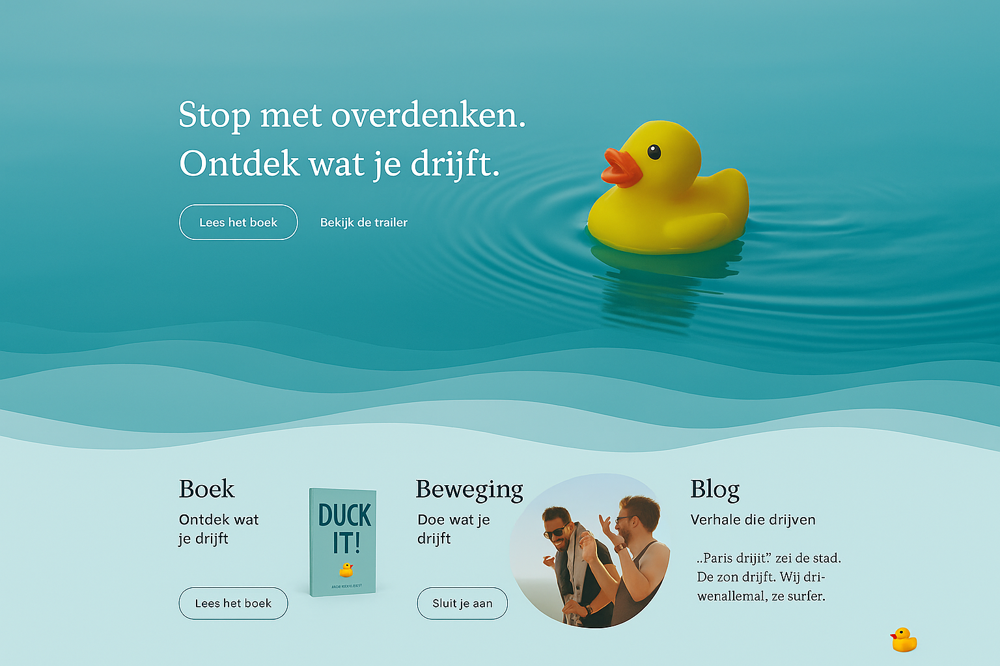 Stop met overdenken.
Ontdek wat je drijft.
Lees het boek
Bekijk de trailer
Boek
Ontdek wat
je drijft
Lees het boek
DUCK
IT!
Beweging
Doe wat je
drijft
Sluit je aan
Blog
Verhale die drijven
„Paris drijit.” zei de stad.
De zon drijft. Wij dri-
wenallemal, ze surfer.